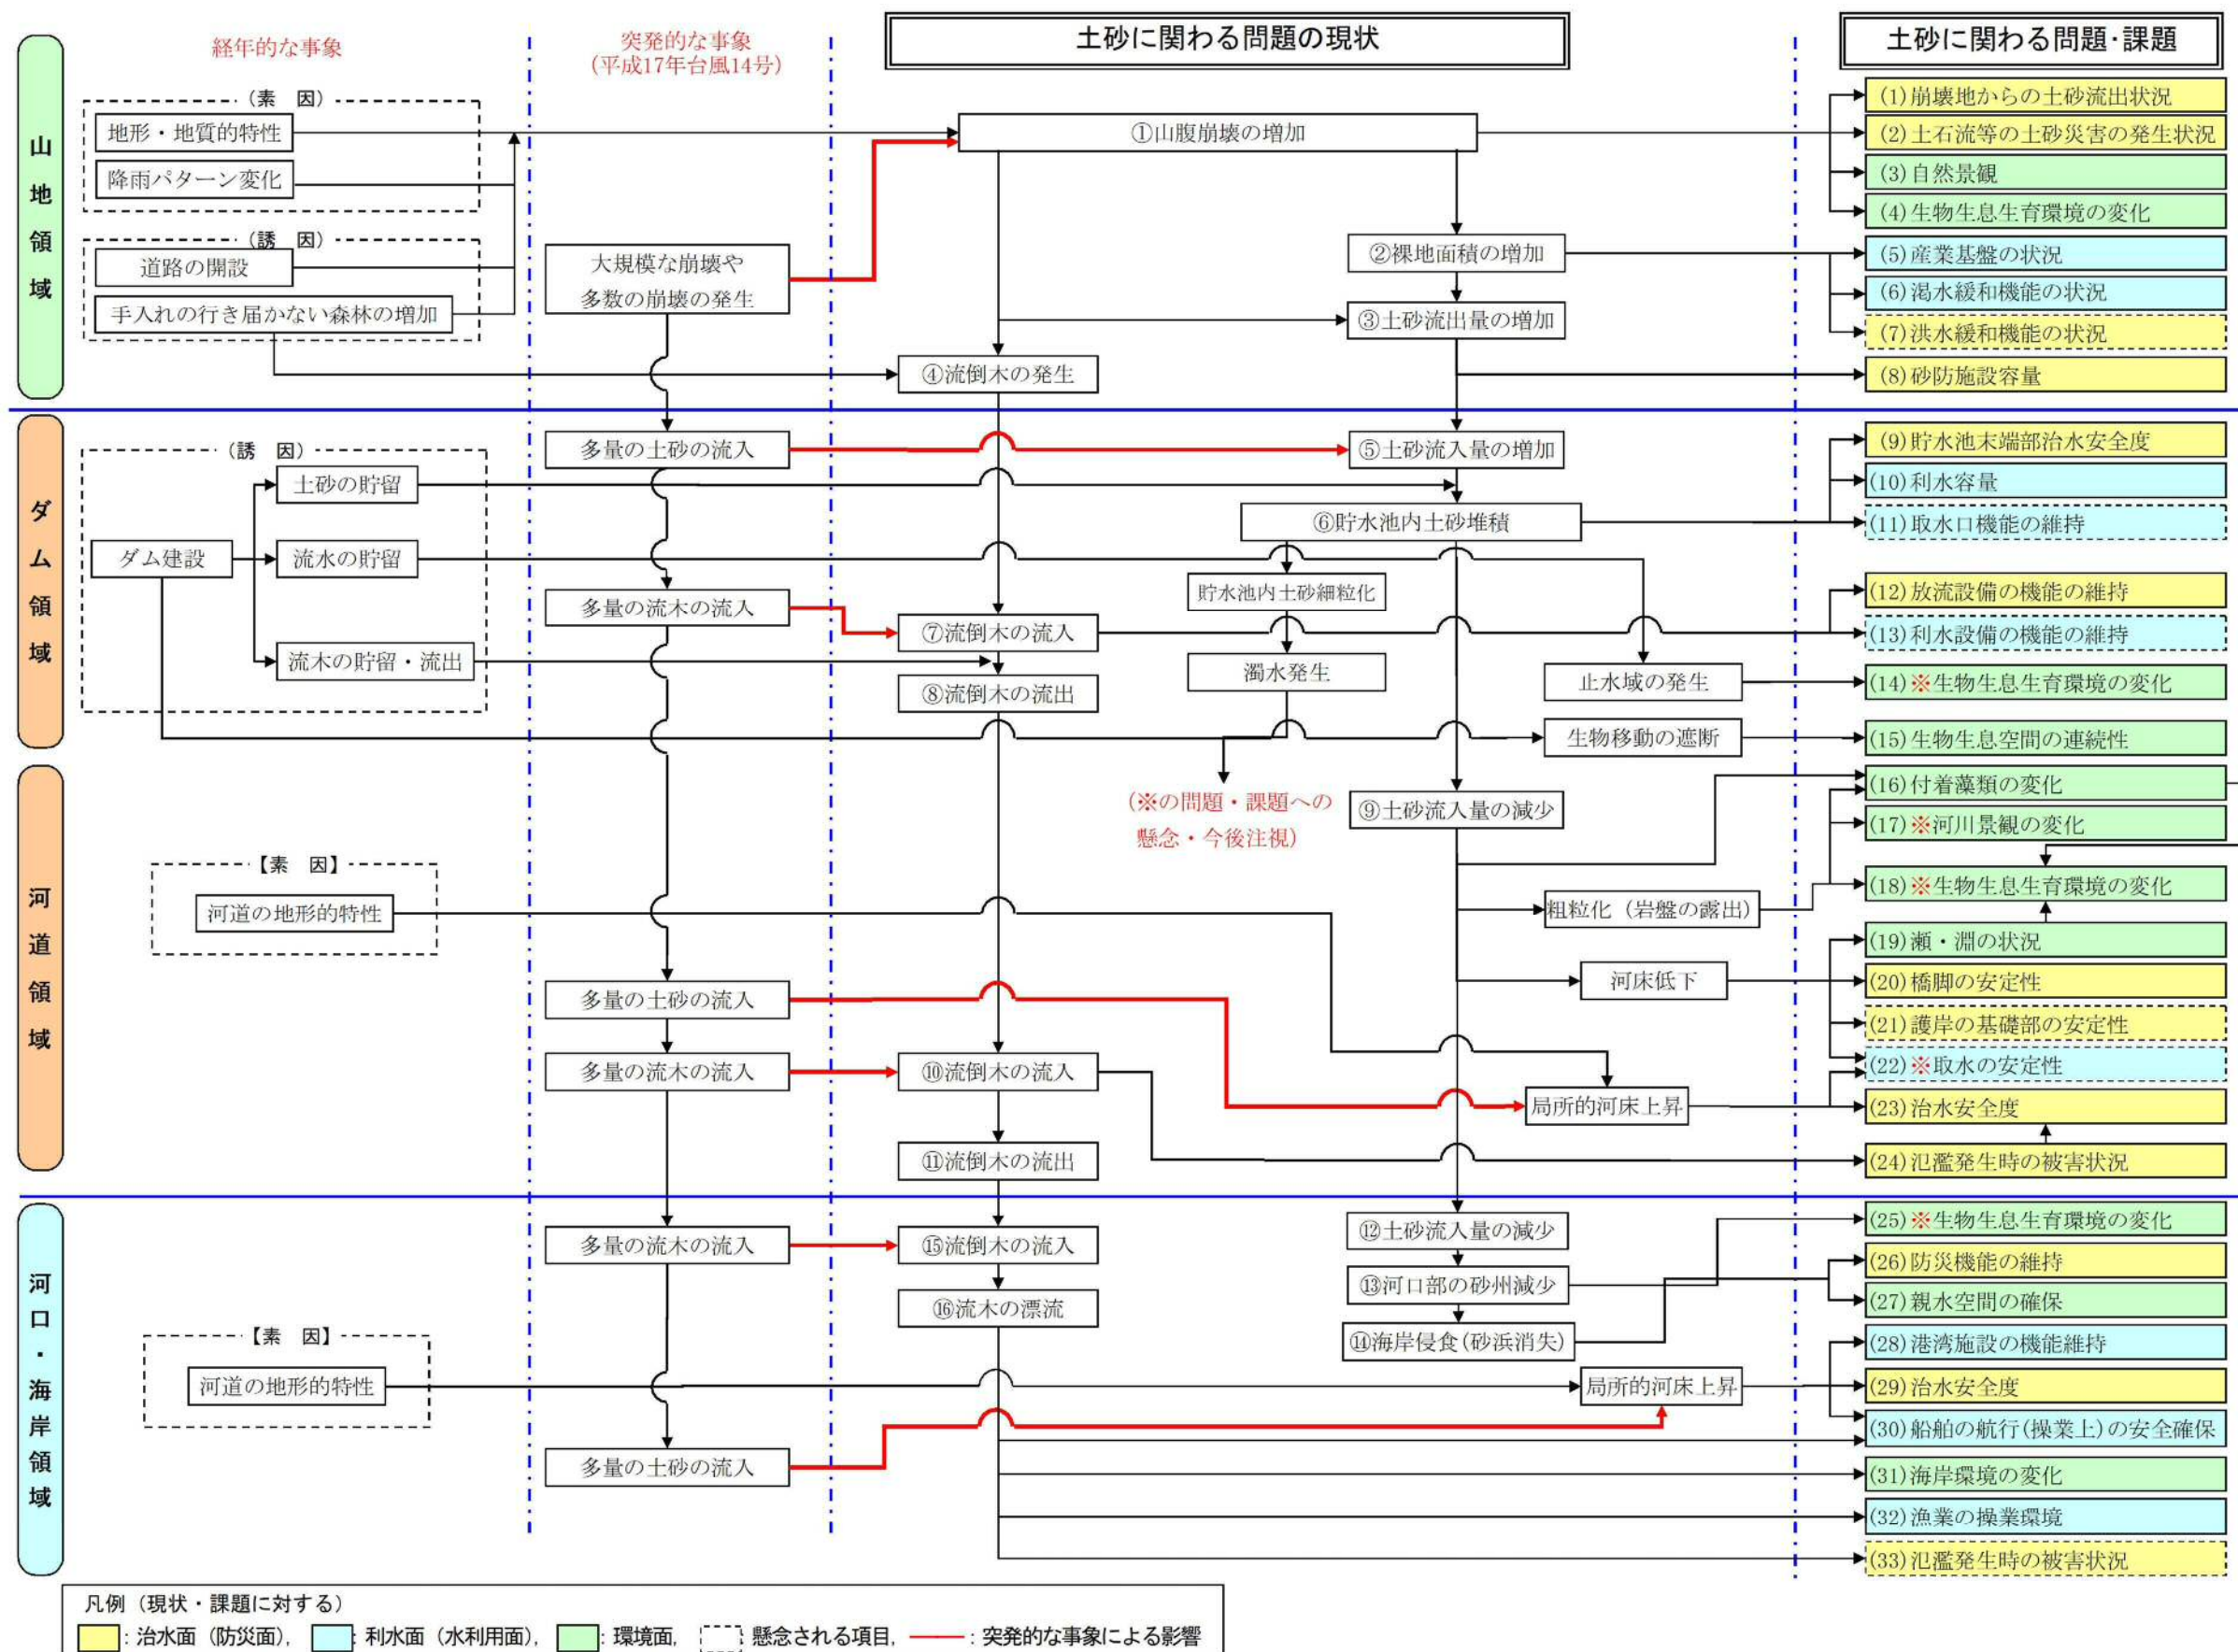 経年的な事象
突発的な事象
(平成17年台風14号)
土砂に関わる問題の現状
土砂に関わる問題・課題
山地領域
(素 因)
地形・地質的特性
降雨パターン変化
(誘 因)
道路の開設
手入れの行き届かない森林の増加
大規模な崩壊や
多数の崩壊の発生
①山腹崩壊の増加
②裸地面積の増加
③土砂流出量の増加
④流倒木の発生
(1)崩壊地からの土砂流出状況
(2)土石流等の土砂災害の発生状況
(3)自然景観
(4)生物生息生育環境の変化
(5)産業基盤の状況
(6)渇水緩和機能の状況
(7)洪水緩和機能の状況
(8)砂防施設容量
ダム領域
(誘 因)
ダム建設
土砂の貯留
流水の貯留
流木の貯留・流出
多量の土砂の流入
多量の流木の流入
⑤土砂流入量の増加
⑥貯水池内土砂堆積
貯水池内土砂細粒化
⑦流倒木の流入
濁水発生
⑧流倒木の流出
止水域の発生
生物移動の遮断
(9)貯水池末端部治水安全度
(10)利水容量
(11)取水口機能の維持
(12)放流設備の機能の維持
(13)利水設備の機能の維持
(14)※生物生息生育環境の変化
(15)生物生息空間の連続性
河道領域
(※の問題・課題への
懸念・今後注視)
【素 因】
河道の地形的特性
多量の土砂の流入
多量の流木の流入
⑨土砂流入量の減少
粗粒化(岩盤の露出)
河床低下
⑩流倒木の流入
局所的河床上昇
⑪流倒木の流出
(16)付着藻類の変化
(17)※河川景観の変化
(18)※生物生息生育環境の変化
(19)瀬・淵の状況
(20)橋脚の安定性
(21)護岸の基礎部の安定性
(22)※取水の安定性
(23)治水安全度
(24)氾濫発生時の被害状況
河口・海岸領域
【素 因】
河道の地形的特性
多量の流木の流入
多量の土砂の流入
⑫土砂流入量の減少
⑬河口部の砂州減少
⑭海岸侵食(砂浜消失)
⑮流倒木の流入
⑯流木の漂流
局所的河床上昇
(25)※生物生息生育環境の変化
(26)防災機能の維持
(27)親水空間の確保
(28)港湾施設の機能維持
(29)治水安全度
(30)船舶の航行(操業上)の安全確保
(31)海岸環境の変化
(32)漁業の操業環境
(33)氾濫発生時の被害状況
凡例(現状・課題に対する)
:治水面(防災面), :利水面(水利用面), :環境面, :懸念される項目, :突発的な事象による影響